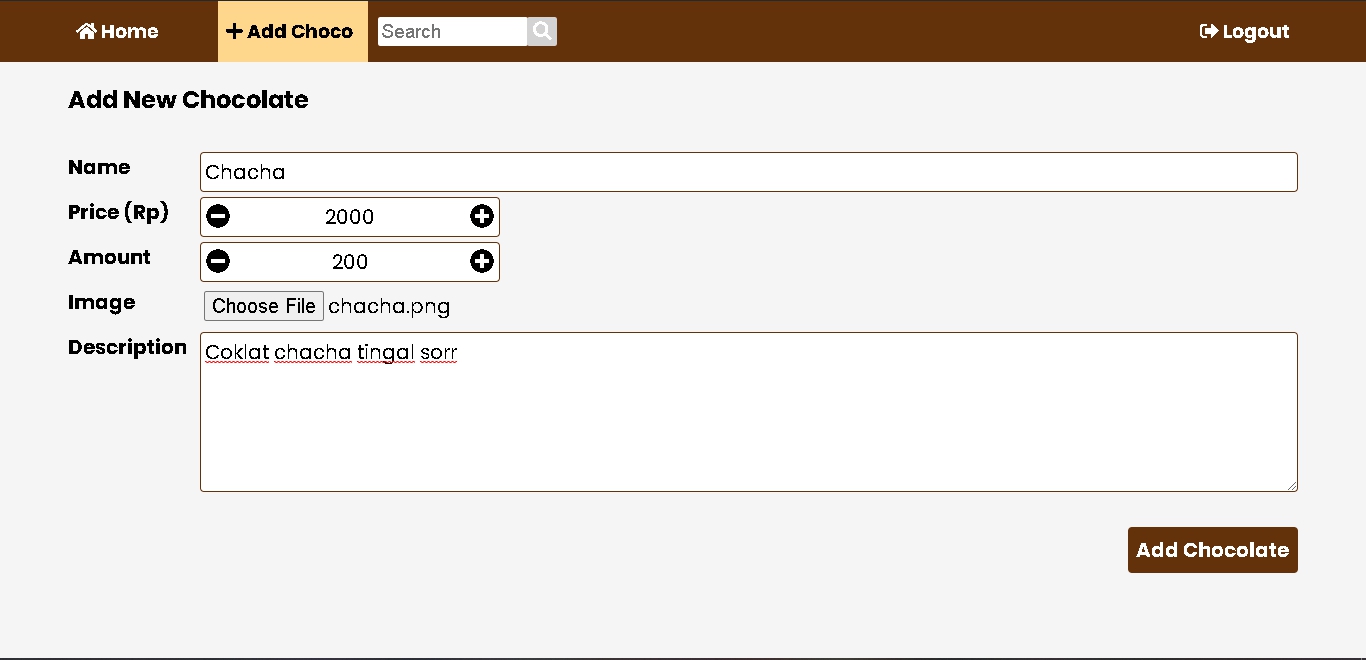 Home Add Choco Search Logout
Add New Chocolate
Name Chacha
Price (Rp) 2000
Amount 200
Image Choose File chacha.png
Description Coklat chacha tingal sorr
Add Chocolate